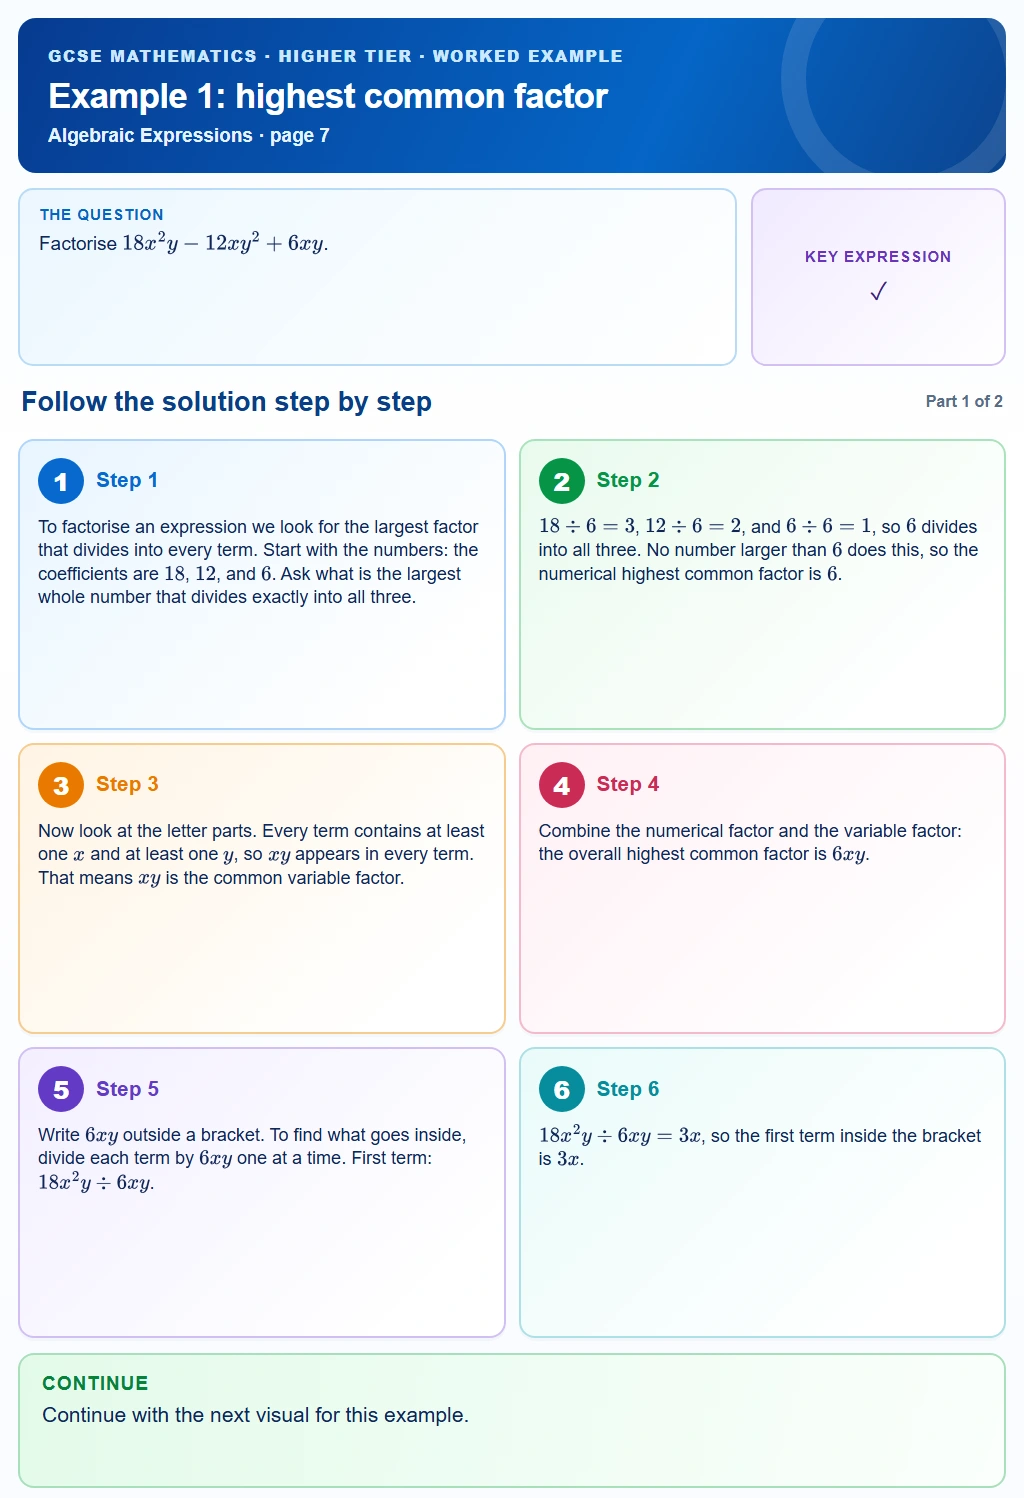 GCSE MATHEMATICS · HIGHER TIER · WORKED EXAMPLE
Example 1: highest common factor
Algebraic Expressions · page 7
THE QUESTION
Factorise 18x²y − 12xy² + 6xy.
KEY EXPRESSION
✓
Follow the solution step by step
Part 1 of 2
1 Step 1
To factorise an expression we look for the largest factor
that divides into every term. Start with the numbers: the
coefficients are 18, 12, and 6. Ask what is the largest
whole number that divides exactly into all three.
2 Step 2
18 ÷ 6 = 3, 12 ÷ 6 = 2, and 6 ÷ 6 = 1, so 6 divides
into all three. No number larger than 6 does this, so the
numerical highest common factor is 6.
3 Step 3
Now look at the letter parts. Every term contains at least
one x and at least one y, so xy appears in every term.
That means xy is the common variable factor.
4 Step 4
Combine the numerical factor and the variable factor:
the overall highest common factor is 6xy.
5 Step 5
Write 6xy outside a bracket. To find what goes inside,
divide each term by 6xy one at a time. First term:
18x²y ÷ 6xy.
6 Step 6
18x²y ÷ 6xy = 3x, so the first term inside the bracket
is 3x.
CONTINUE
Continue with the next visual for this example.